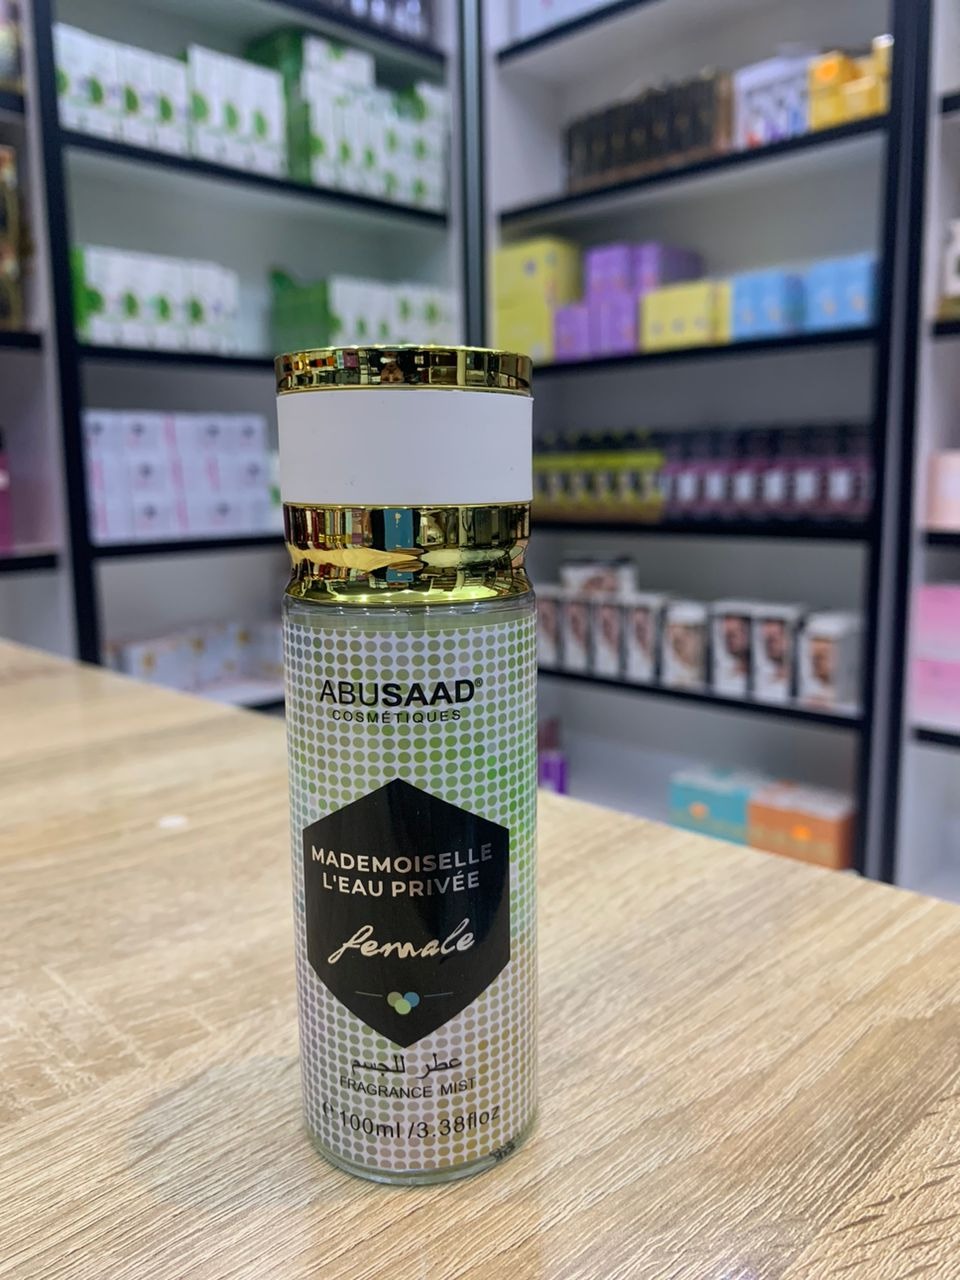 ABUSAAD®
COSMÉTIQUES
MADEMOISELLE
L'EAU PRIVÉE
female
عطر للجسم
FRAGRANCE MIST
e 100ml /3.38floz